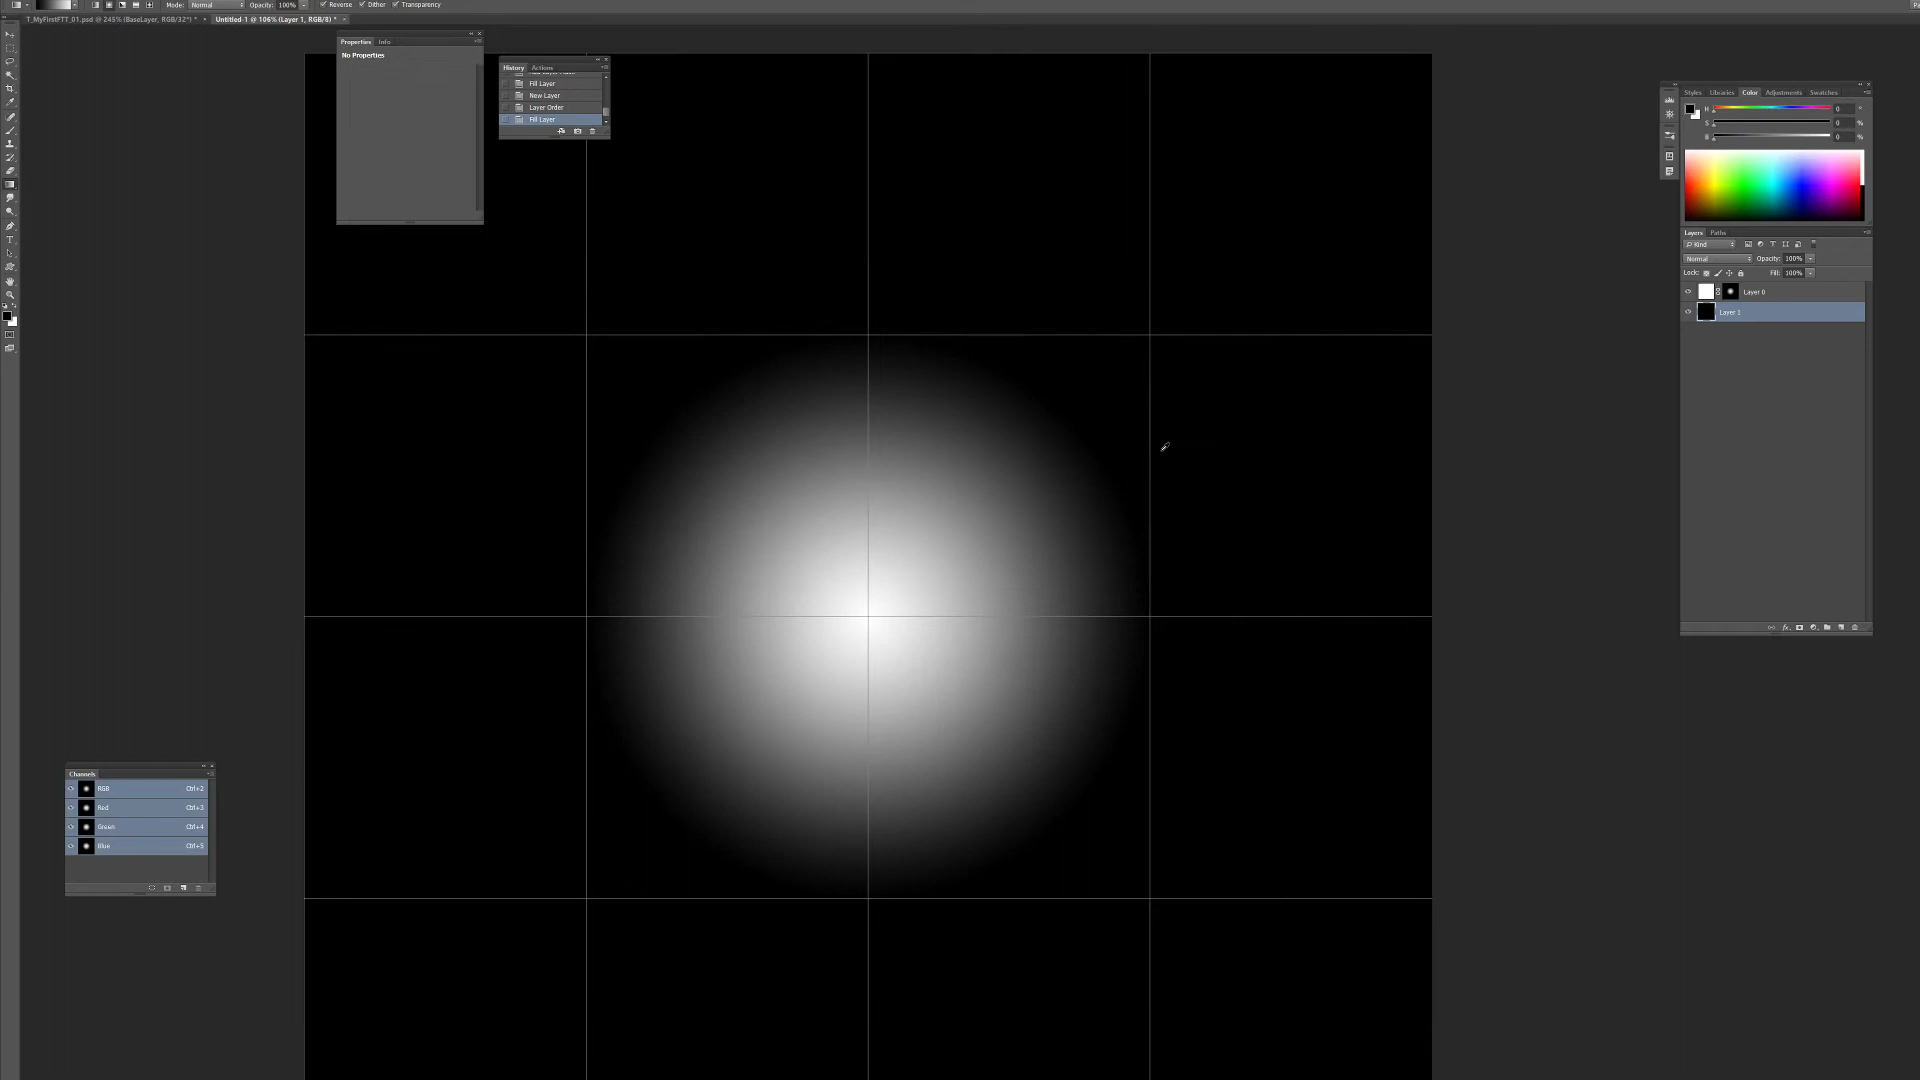 Mode: Normal Opacity: 100% Reverse Dither Transparency
T_MyFirstFTT_01.psd @ 245% (BaseLayer, RGB/32*) * × Untitled-1 @ 106% (Layer 1, RGB/8) * ×
Properties Info
No Properties
History Actions
Fill Layer
New Layer
Layer Order
Fill Layer
Styles Libraries Color Adjustments Swatches
H 0 °
S 0 %
B 0 %
Layers Paths
Kind
Normal Opacity: 100%
Lock: Fill: 100%
Layer 0
Layer 1
Channels
RGB Ctrl+2
Red Ctrl+3
Green Ctrl+4
Blue Ctrl+5